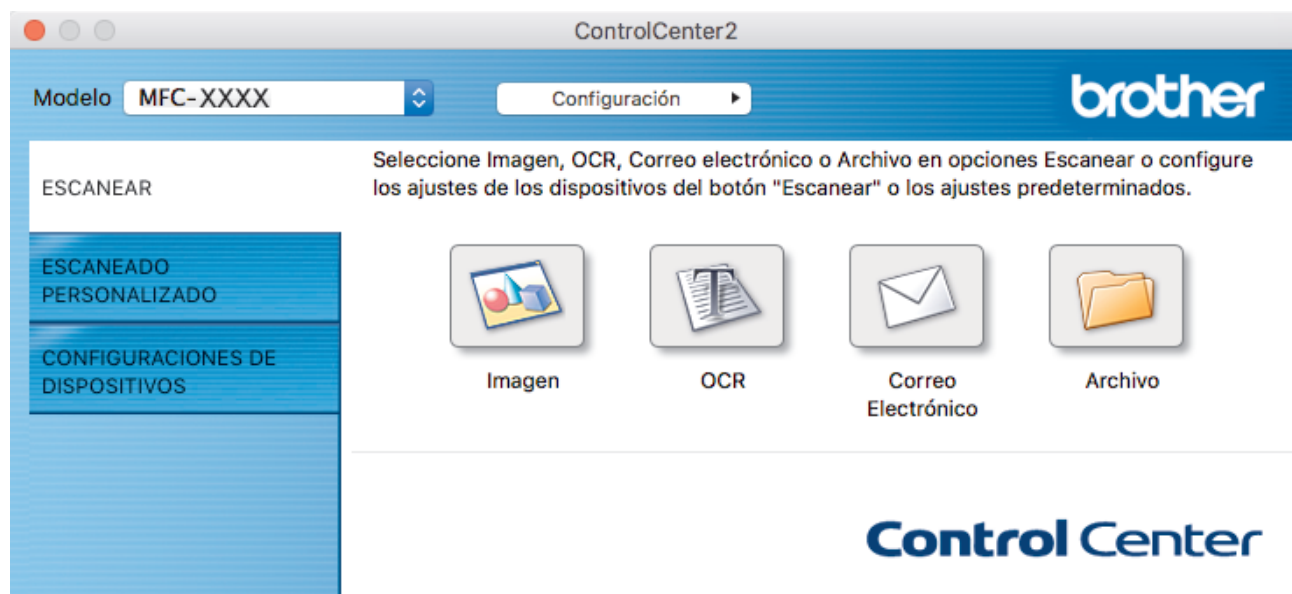 ControlCenter2
Modelo MFC-XXXX Configuración
brother
ESCANEAR
ESCANEADO
PERSONALIZADO
CONFIGURACIONES DE
DISPOSITIVOS
Seleccione Imagen, OCR, Correo electrónico o Archivo en opciones Escanear o configure
los ajustes de los dispositivos del botón "Escanear" o los ajustes predeterminados.
Imagen
OCR
Correo
Electrónico
Archivo
Control Center